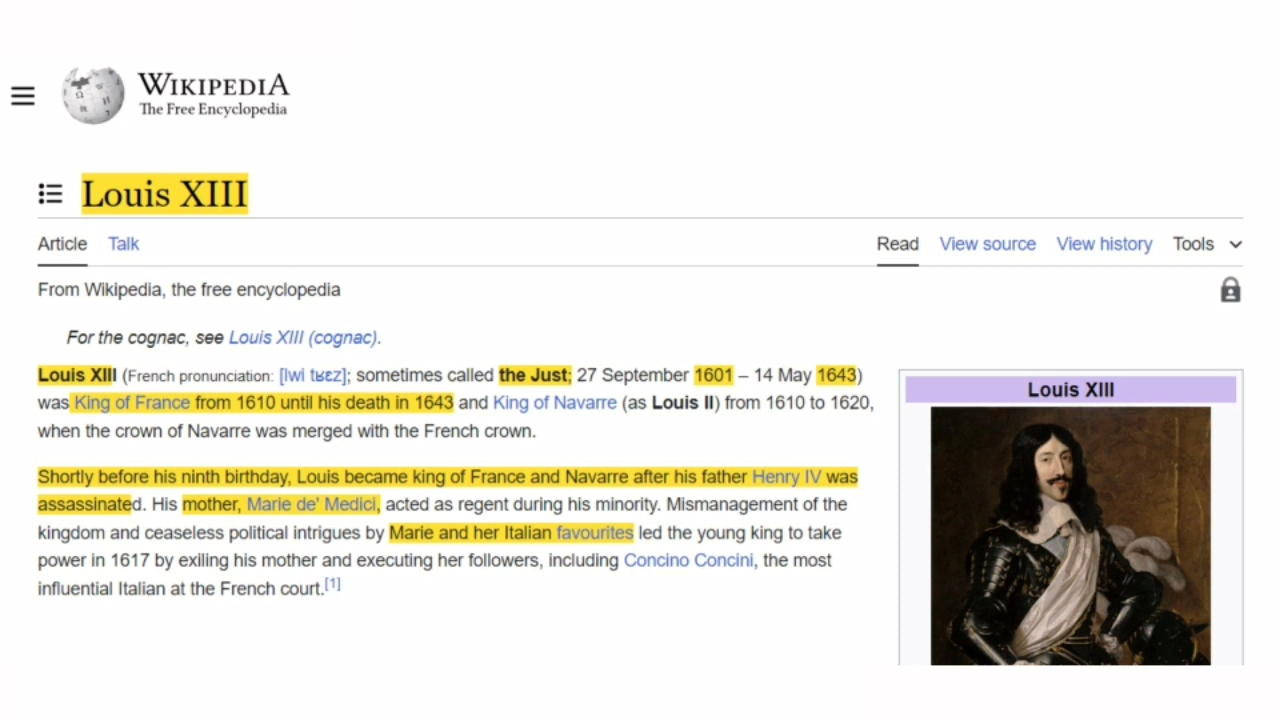 WIKIPEDIA
The Free Encyclopedia
Louis XIII
Article Talk Read View source View history Tools
From Wikipedia, the free encyclopedia
For the cognac, see Louis XIII (cognac).
Louis XIII (French pronunciation: [lwi tʁɛz]; sometimes called the Just; 27 September 1601 – 14 May 1643)
was King of France from 1610 until his death in 1643 and King of Navarre (as Louis II) from 1610 to 1620,
when the crown of Navarre was merged with the French crown.
Shortly before his ninth birthday, Louis became king of France and Navarre after his father Henry IV was
assassinated. His mother, Marie de' Medici, acted as regent during his minority. Mismanagement of the
kingdom and ceaseless political intrigues by Marie and her Italian favourites led the young king to take
power in 1617 by exiling his mother and executing her followers, including Concino Concini, the most
influential Italian at the French court.[1]
Louis XIII